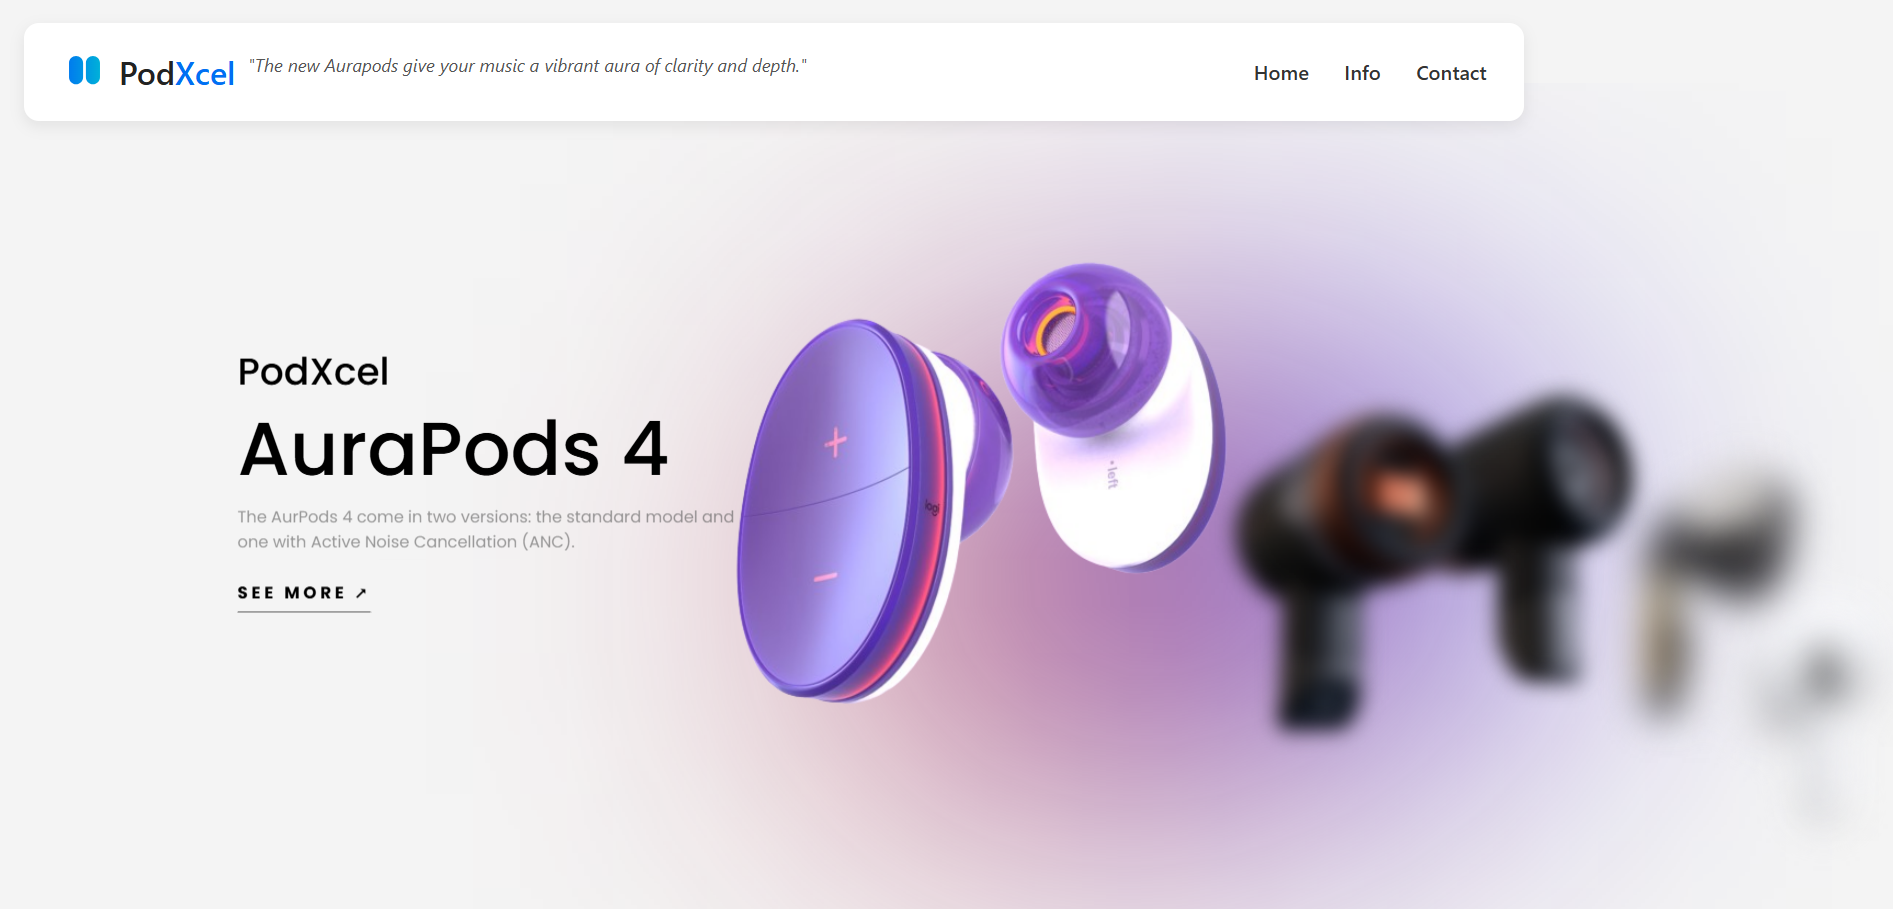 PodXcel "The new Aurapods give your music a vibrant aura of clarity and depth." Home Info Contact
PodXcel
AuraPods 4
The AurPods 4 come in two versions: the standard model and
one with Active Noise Cancellation (ANC).
SEE MORE ↗
+
logi
−
•left